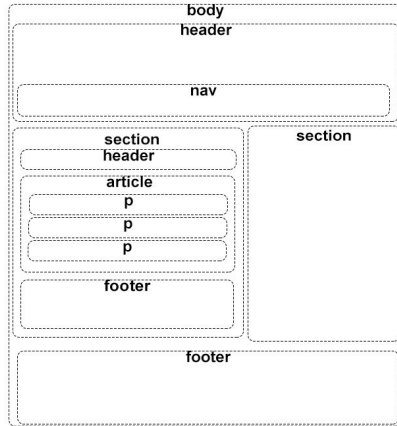 body
header
nav
section
header
article
p
p
p
footer
section
footer